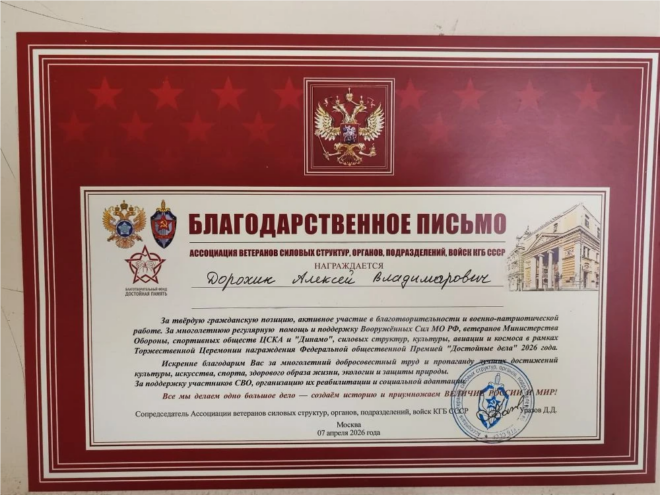 БЛАГОДАРСТВЕННОЕ ПИСЬМО
АССОЦИАЦИЯ ВЕТЕРАНОВ СИЛОВЫХ СТРУКТУР, ОРГАНОВ, ПОДРАЗДЕЛЕНИЙ, ВОЙСК КГБ СССР
НАГРАЖДАЕТСЯ
Дорохин Алексей Владимирович
БЛАГОТВОРИТЕЛЬНЫЙ ФОНД
ДОСТОЙНАЯ ПАМЯТЬ
За твёрдую гражданскую позицию, активное участие в благотворительности и военно-патриотической
работе. За многолетнюю регулярную помощь и поддержку Вооружённых Сил МО РФ, ветеранов Министерства
Обороны, спортивных обществ ЦСКА и "Динамо", силовых структур, культуры, авиации и космоса в рамках
Торжественной Церемонии награждения Федеральной общественной Премией "Достойные дела" 2026 года.
Искренне благодарим Вас за многолетний добросовестный труд и пропаганду лучших достижений
культуры, искусства, спорта, здорового образа жизни, экологии и защиты природы.
За поддержку участников СВО, организацию их реабилитации и социальной адаптации.
Все мы делаем одно большое дело — создаём историю и приумножаем ВЕЛИЧИЕ РОССИИ И МИР!
Сопредседатель Ассоциации ветеранов силовых структур, органов, подразделений, войск КГБ СССР Д.Д.
Москва
07 апреля 2026 года